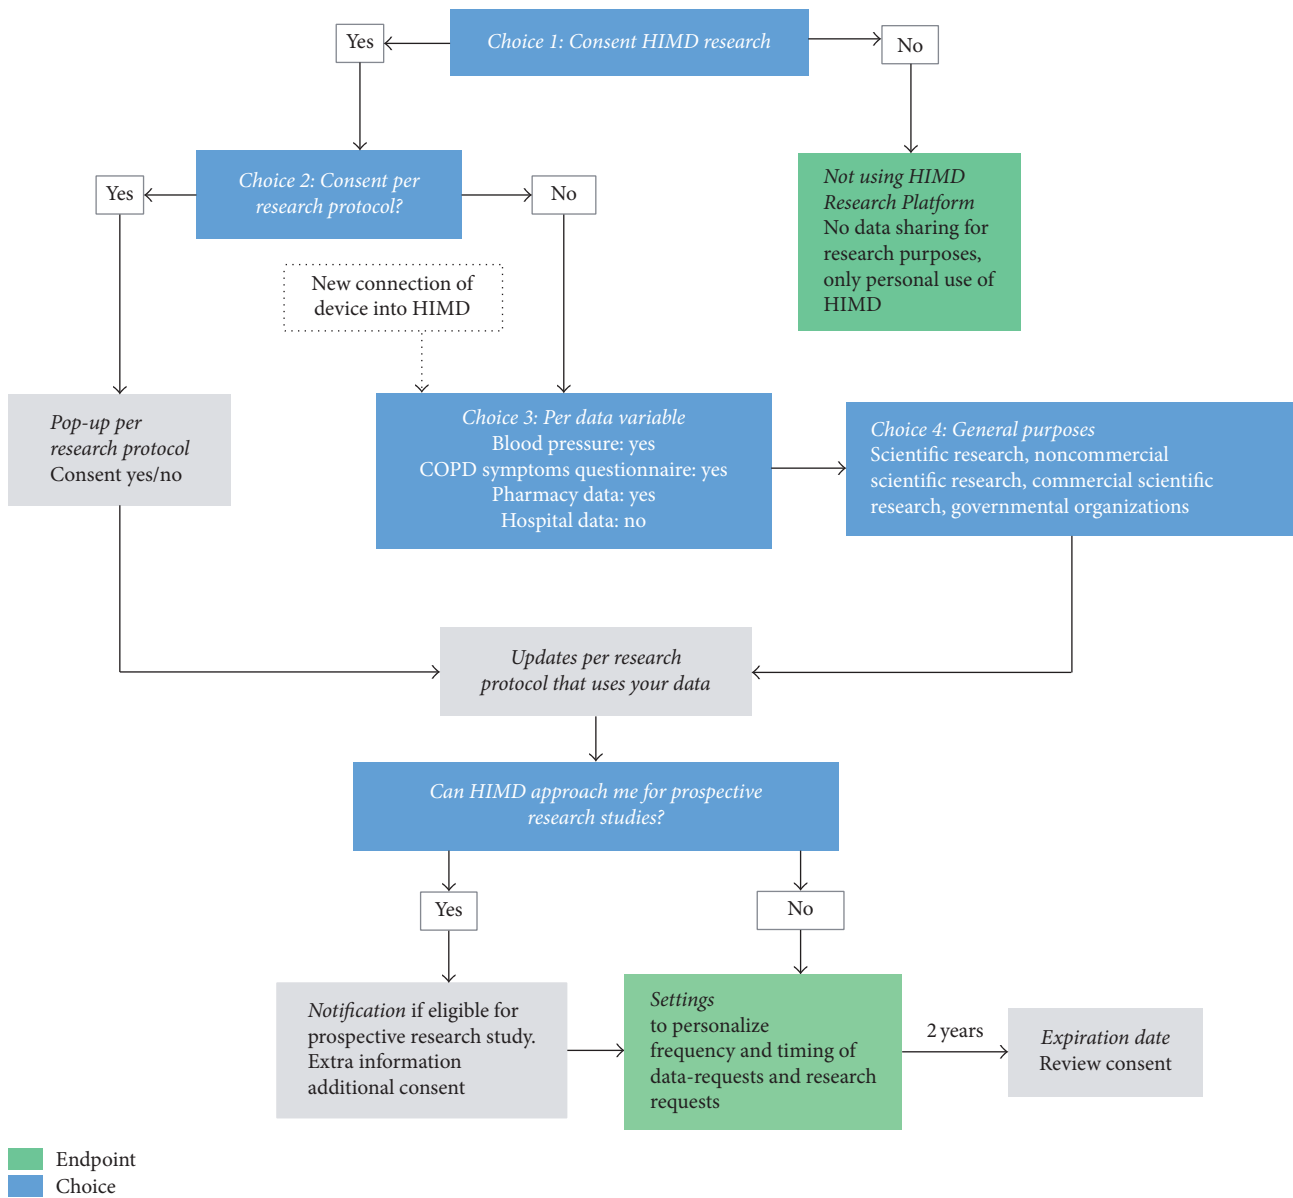 Choice 1: Consent HIMD research
Yes
No
Choice 2: Consent per
research protocol?
Yes
No
Not using HIMD
Research Platform
No data sharing for
research purposes,
only personal use of
HIMD
New connection of
device into HIMD
Pop-up per
research protocol
Consent yes/no
Choice 3: Per data variable
Blood pressure: yes
COPD symptoms questionnaire: yes
Pharmacy data: yes
Hospital data: no
Choice 4: General purposes
Scientific research, noncommercial
scientific research, commercial scientific
research, governmental organizations
Updates per research
protocol that uses your data
Can HIMD approach me for prospective
research studies?
Yes
No
Notification if eligible for
prospective research study.
Extra information
additional consent
Settings
to personalize
frequency and timing of
data-requests and research
requests
2 years
Expiration date
Review consent
Endpoint
Choice